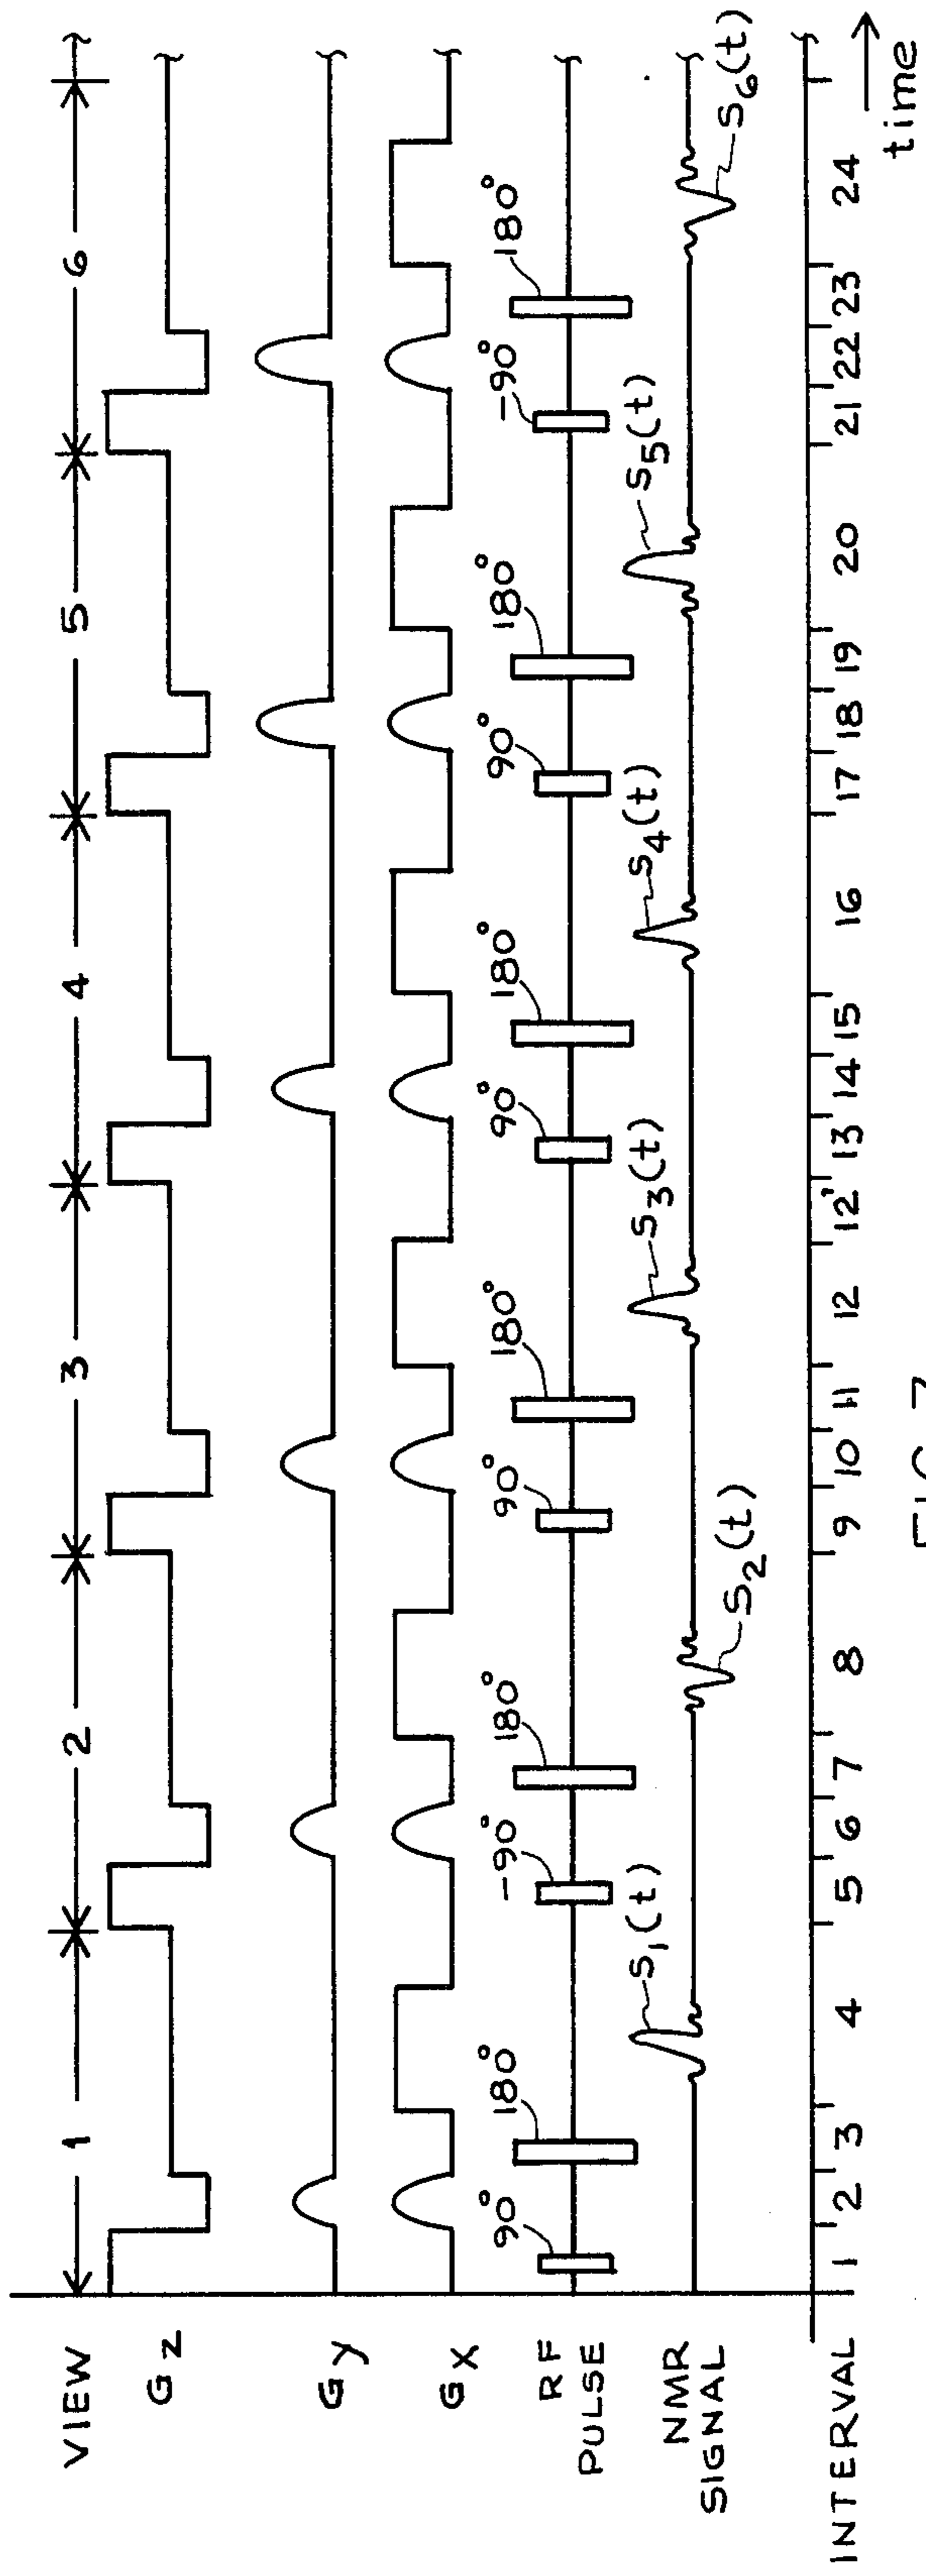 VIEW 1 2 3 4 5 6
Gz
Gy
Gx
RF PULSE 90° 180° -90° 180° 90° 180° 90° 180° 90° 180° -90° 180°
NMR SIGNAL S1(t) S2(t) S3(t) S4(t) S5(t) S6(t)
INTERVAL 1 2 3 4 5 6 7 8 9 10 11 12 12' 13 14 15 16 17 18 19 20 21 22 23 24
time